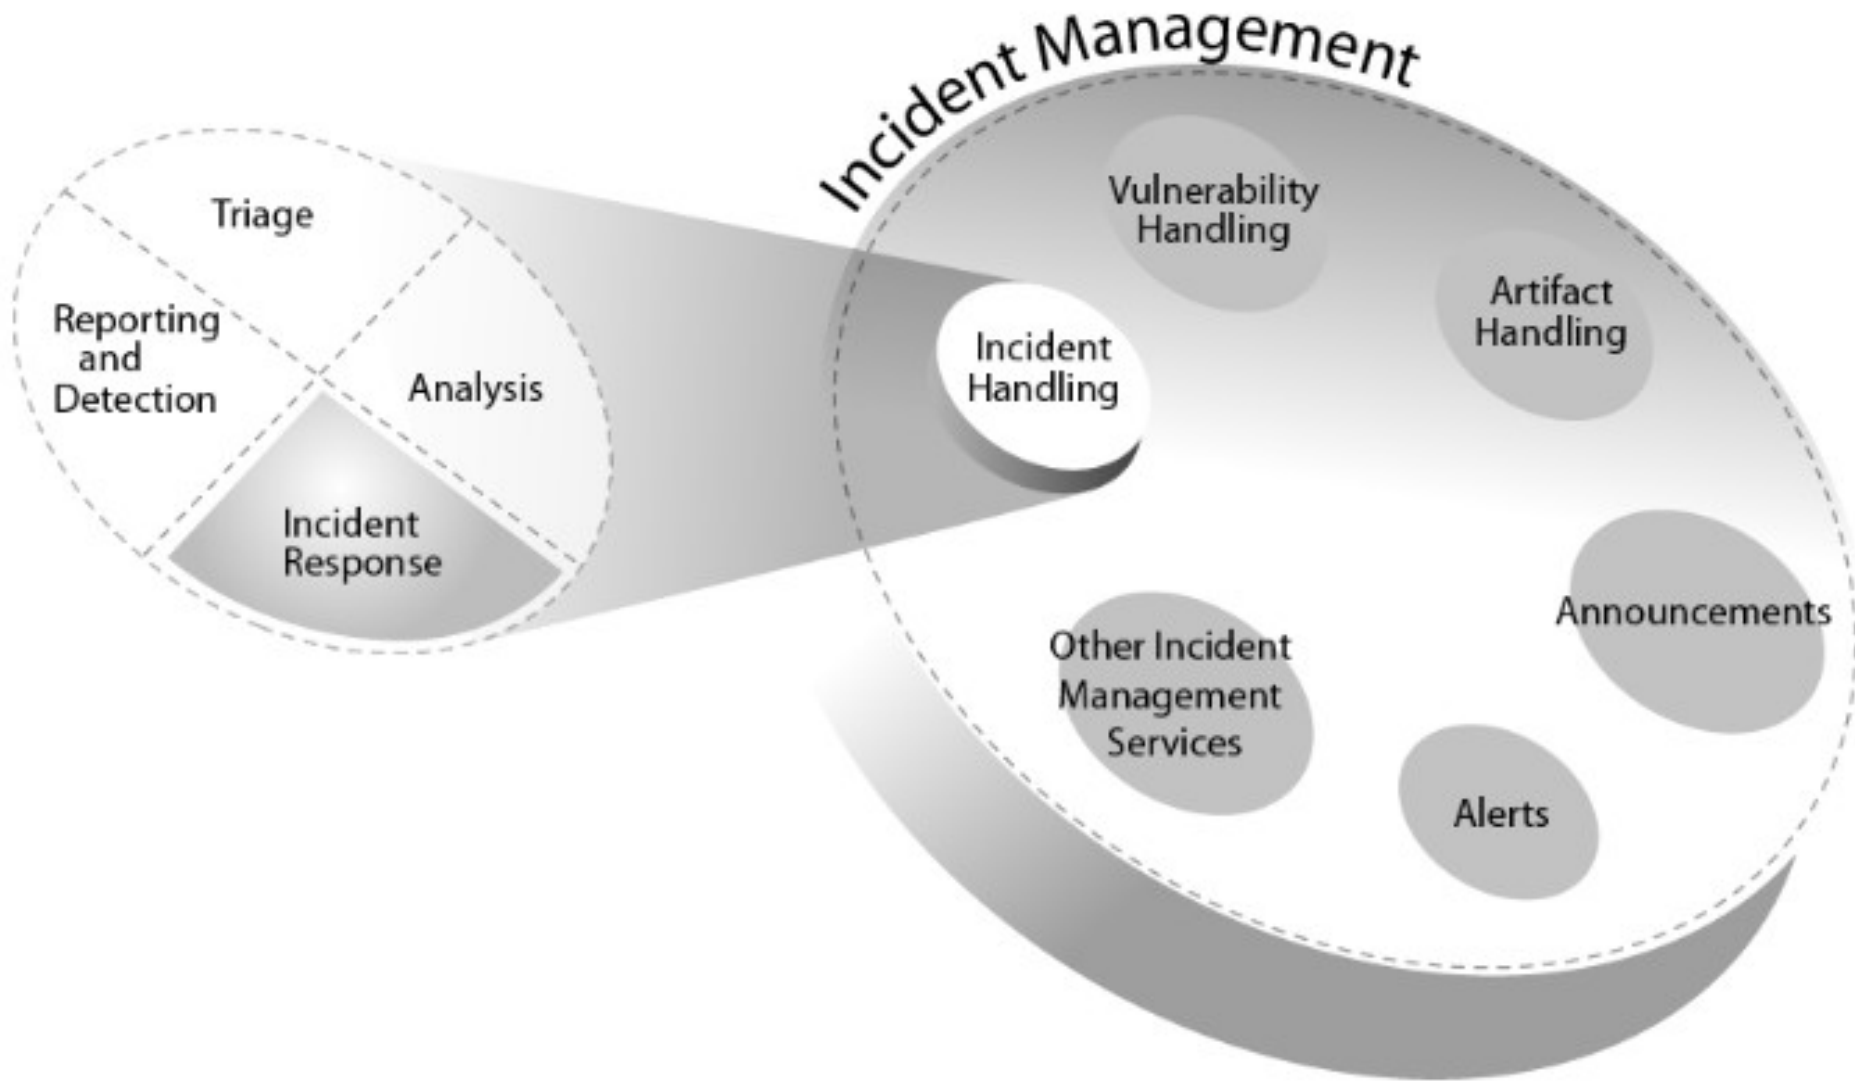 Incident Management
Triage
Reporting
and
Detection
Analysis
Incident
Response
Incident
Handling
Vulnerability
Handling
Artifact
Handling
Announcements
Other Incident
Management
Services
Alerts